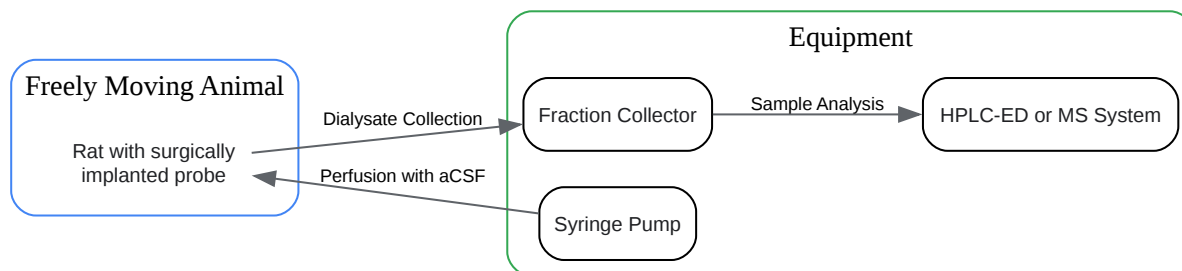 Equipment
Freely Moving Animal
Dialysate Collection
Fraction Collector
Sample Analysis
HPLC-ED or MS System
Rat with surgically
implanted probe
Perfusion with aCSF
Syringe Pump